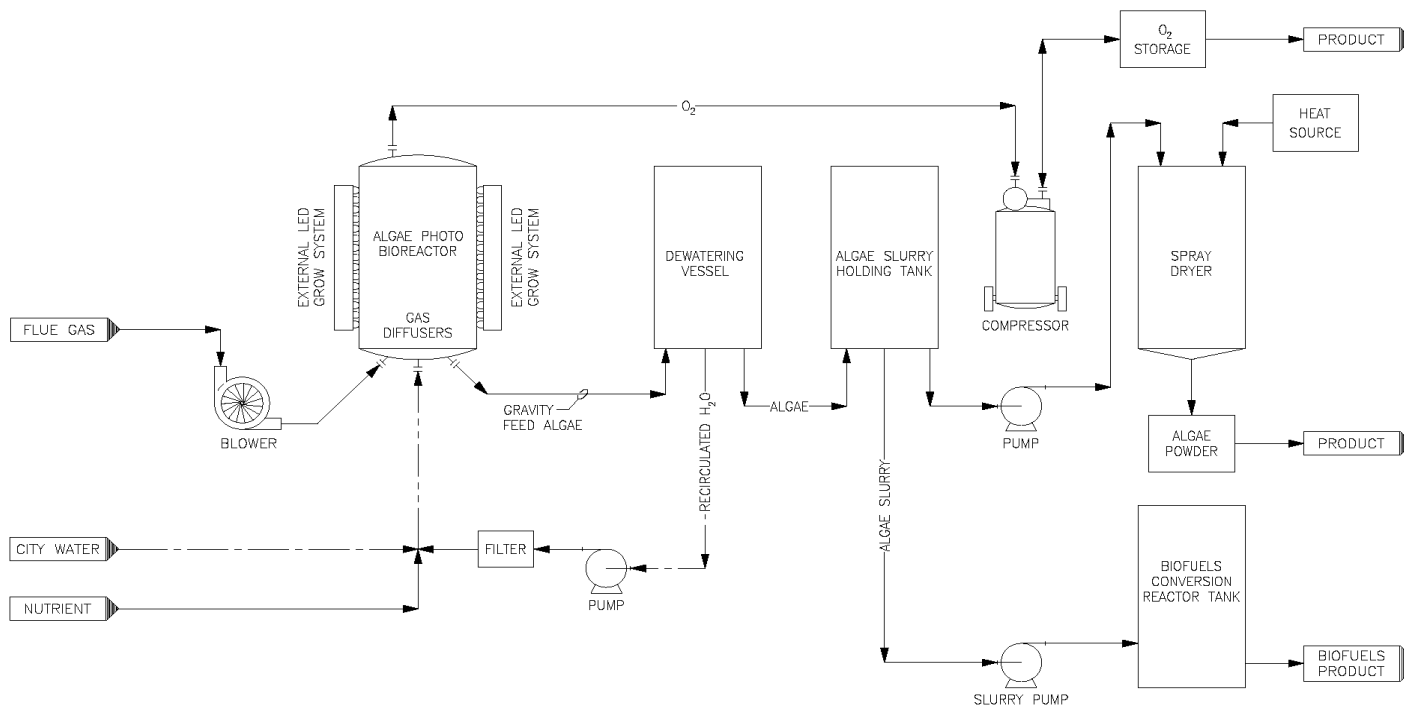 O2
STORAGE
PRODUCT
O2
HEAT
SOURCE
EXTERNAL LED
GROW SYSTEM
ALGAE PHOTO
BIOREACTOR
GAS
DIFFUSERS
EXTERNAL LED
GROW SYSTEM
DEWATERING
VESSEL
ALGAE SLURRY
HOLDING TANK
COMPRESSOR
SPRAY
DRYER
FLUE GAS
BLOWER
GRAVITY
FEED ALGAE
RECIRCULATED H2O
ALGAE
ALGAE SLURRY
PUMP
ALGAE
POWDER
PRODUCT
CITY WATER
FILTER
PUMP
NUTRIENT
BIOFUELS
CONVERSION
REACTOR TANK
SLURRY PUMP
BIOFUELS
PRODUCT